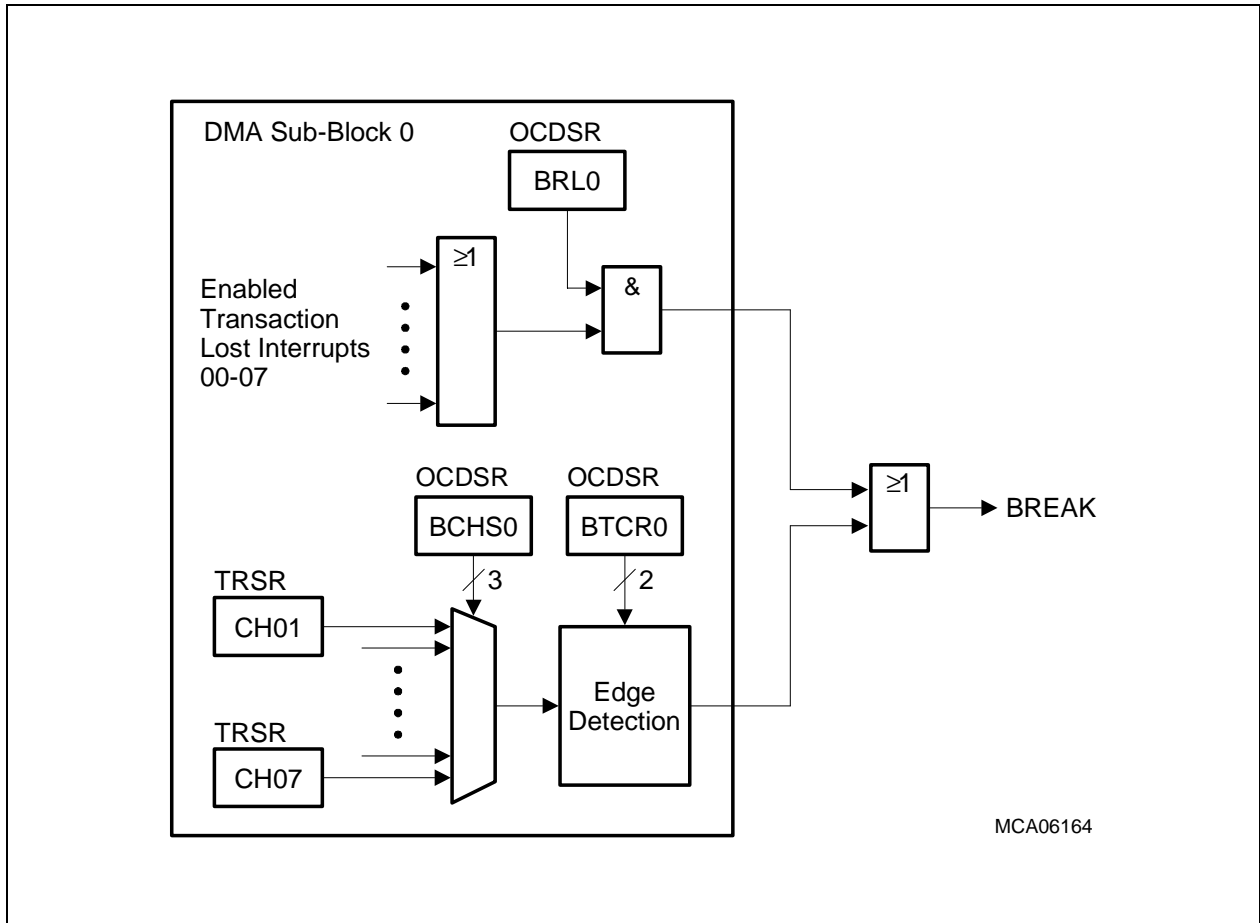 DMA Sub-Block 0
OCDSR
BRL0
≥1
&
Enabled
Transaction
Lost Interrupts
00-07
OCDSR
OCDSR
BCHS0
BTCR0
3
2
≥1
BREAK
TRSR
CH01
Edge
Detection
TRSR
CH07
MCA06164